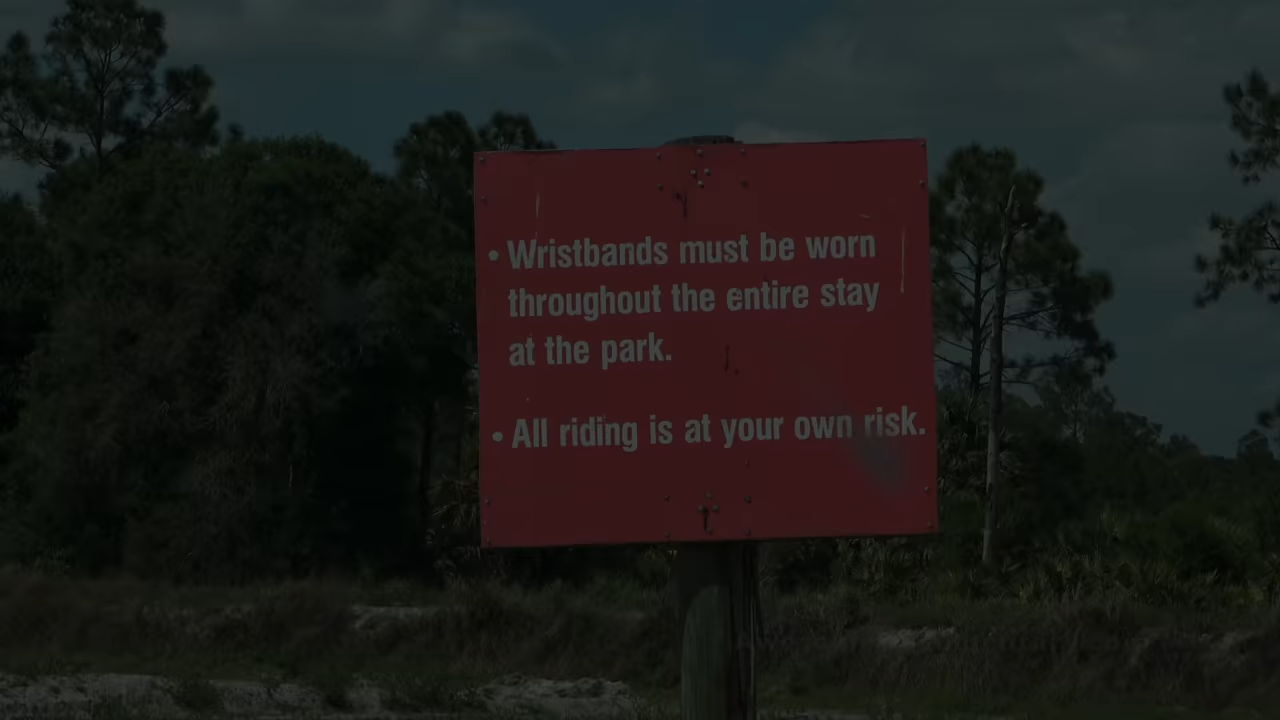 • Wristbands must be worn
throughout the entire stay
at the park.
• All riding is at your own risk.